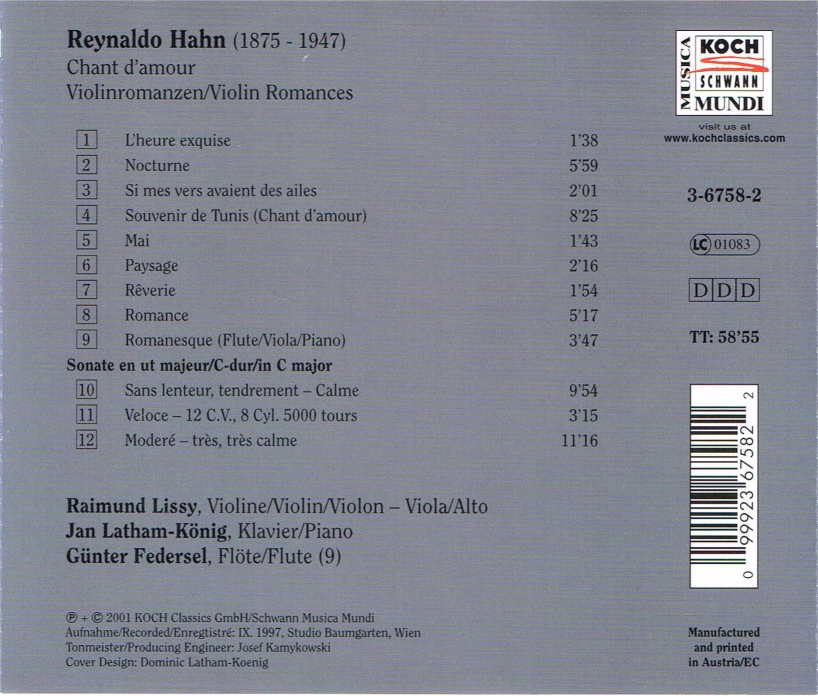 Reynaldo Hahn (1875 - 1947)
Chant d'amour
Violinromanzen/Violin Romances
1 L'heure exquise 1'38
2 Nocturne 5'59
3 Si mes vers avaient des ailes 2'01
4 Souvenir de Tunis (Chant d'amour) 8'25
5 Mai 1'43
6 Paysage 2'16
7 Rêverie 1'54
8 Romance 5'17
9 Romanesque (Flute/Viola/Piano) 3'47
Sonate en ut majeur/C-dur/in C major
10 Sans lenteur, tendrement – Calme 9'54
11 Veloce – 12 C.V., 8 Cyl. 5000 tours 3'15
12 Moderé – très, très calme 11'16
Raimund Lissy, Violine/Violin/Violon – Viola/Alto
Jan Latham-König, Klavier/Piano
Günter Federsel, Flöte/Flute (9)
℗ + © 2001 KOCH Classics GmbH/Schwann Musica Mundi
Aufnahme/Recorded/Enregtistré: IX. 1997, Studio Baumgarten, Wien
Tonmeister/Producing Engineer: Josef Kamykowski
Cover Design: Dominic Latham-Koenig
MUSICA
KOCH
SCHWANN
MUNDI
visit us at
www.kochclassics.com
3-6758-2
LC 01083
DDD
TT: 58'55
0 99923 67582 2
Manufactured
and printed
in Austria/EC